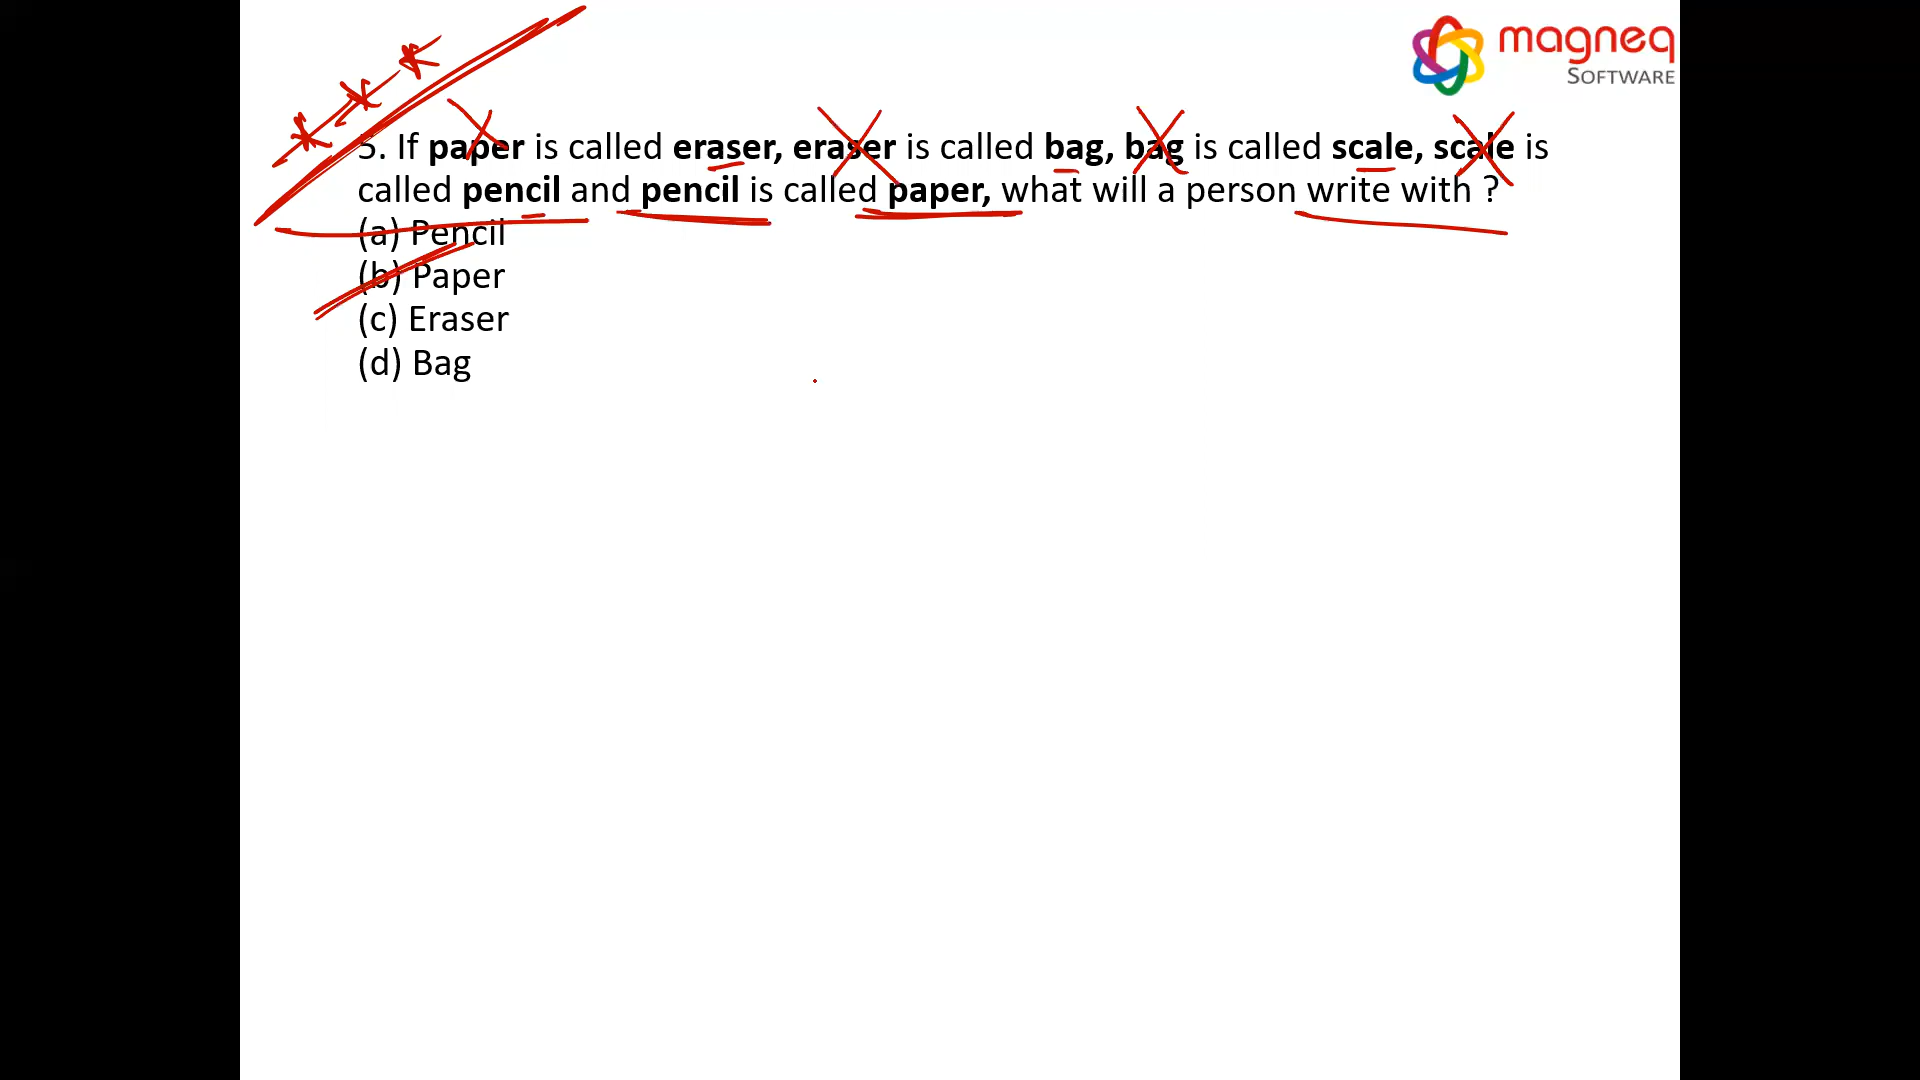 magneq
SOFTWARE
5. If paper is called eraser, eraser is called bag, bag is called scale, scale is
called pencil and pencil is called paper, what will a person write with ?
(a) Pencil
(b) Paper
(c) Eraser
(d) Bag